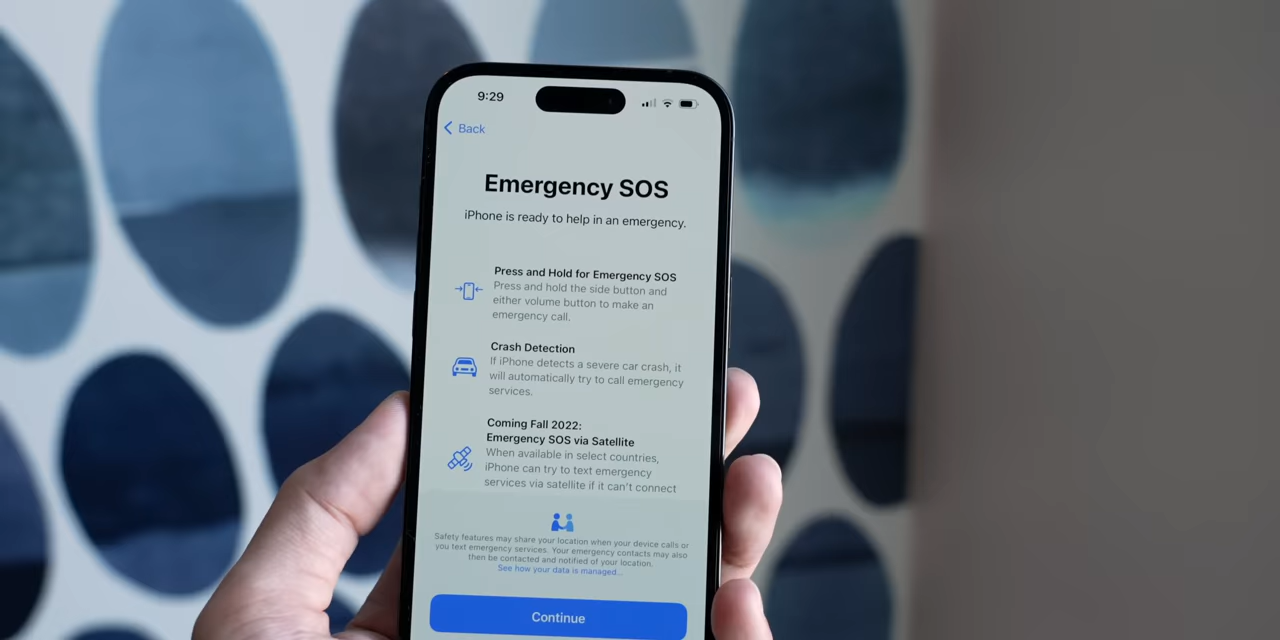 9:29
Back
Emergency SOS
iPhone is ready to help in an emergency.
Press and Hold for Emergency SOS
Press and hold the side button and
either volume button to make an
emergency call.
Crash Detection
If iPhone detects a severe car crash, it
will automatically try to call emergency
services.
Coming Fall 2022:
Emergency SOS via Satellite
When available in select countries,
iPhone can try to text emergency
services via satellite if it can't connect
Safety features may share your location when your device calls or
you text emergency services. Your emergency contacts may also
then be contacted and notified of your location.
See how your data is managed...
Continue